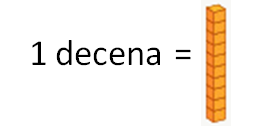 1 decena =